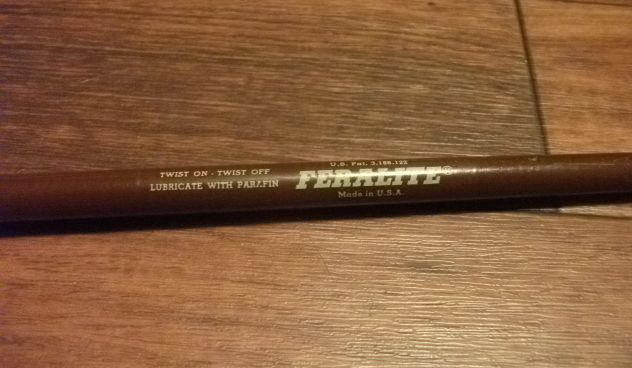 TWIST ON - TWIST OFF
LUBRICATE WITH PARAFIN
U.S. Pat. 3,186,122
FERALITE®
Made in U.S.A.